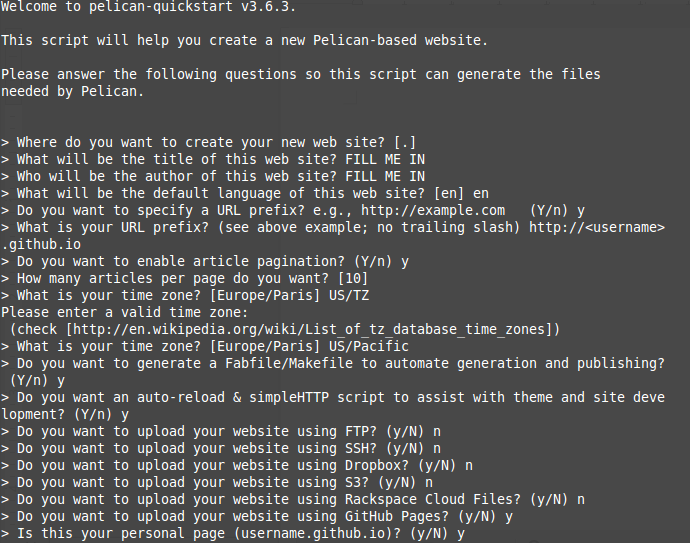 Welcome to pelican-quickstart v3.6.3.
This script will help you create a new Pelican-based website.
Please answer the following questions so this script can generate the files
needed by Pelican.
> Where do you want to create your new web site? [.]
> What will be the title of this web site? FILL ME IN
> Who will be the author of this web site? FILL ME IN
> What will be the default language of this web site? [en] en
> Do you want to specify a URL prefix? e.g., http://example.com   (Y/n) y
> What is your URL prefix? (see above example; no trailing slash) http://<username>
.github.io
> Do you want to enable article pagination? (Y/n) y
> How many articles per page do you want? [10]
> What is your time zone? [Europe/Paris] US/TZ
Please enter a valid time zone:
 (check [http://en.wikipedia.org/wiki/List_of_tz_database_time_zones])
> What is your time zone? [Europe/Paris] US/Pacific
> Do you want to generate a Fabfile/Makefile to automate generation and publishing?
 (Y/n) y
> Do you want an auto-reload & simpleHTTP script to assist with theme and site deve
lopment? (Y/n) y
> Do you want to upload your website using FTP? (y/N) n
> Do you want to upload your website using SSH? (y/N) n
> Do you want to upload your website using Dropbox? (y/N) n
> Do you want to upload your website using S3? (y/N) n
> Do you want to upload your website using Rackspace Cloud Files? (y/N) n
> Do you want to upload your website using GitHub Pages? (y/N) y
> Is this your personal page (username.github.io)? (y/N) y